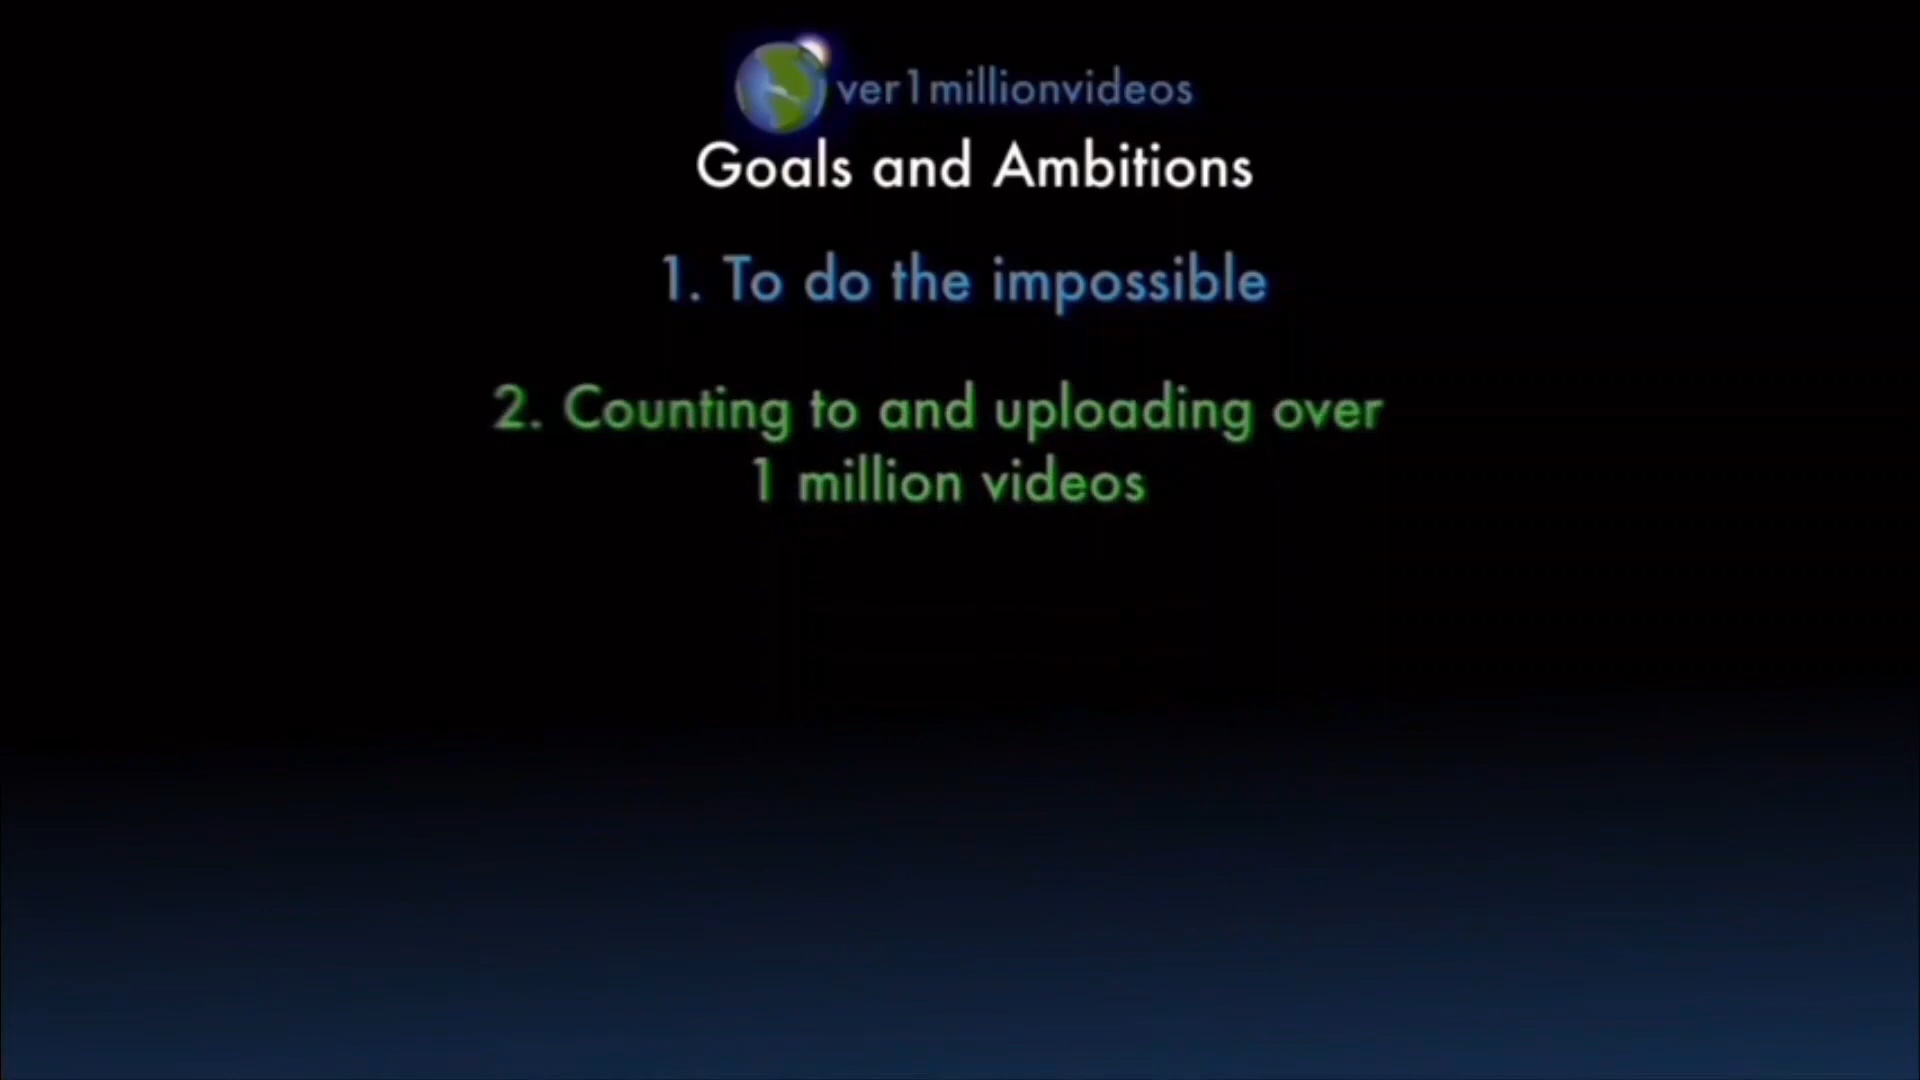 ver1millionvideos
Goals and Ambitions
1. To do the impossible
2. Counting to and uploading over
1 million videos